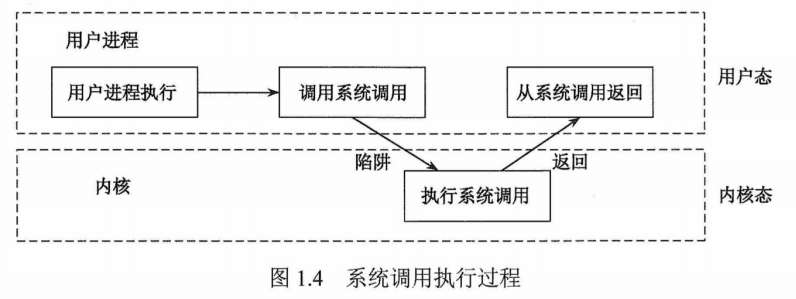 用户进程
用户进程执行
调用系统调用
从系统调用返回
用户态
陷阱
返回
内核
执行系统调用
内核态
图 1.4 系统调用执行过程